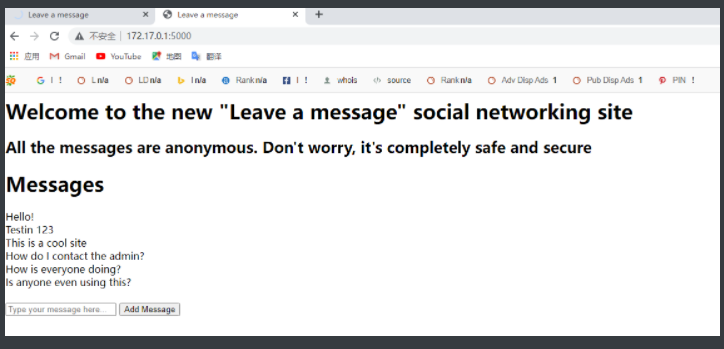 Leave a message Leave a message
不安全 172.17.0.1:5000
应用 Gmail YouTube 地图 翻译
I ! L n/a LD n/a I n/a Rank n/a I ! whois source Rank n/a Adv Disp Ads 1 Pub Disp Ads 1 PIN !
Welcome to the new "Leave a message" social networking site
All the messages are anonymous. Don't worry, it's completely safe and secure
Messages
Hello!
Testin 123
This is a cool site
How do I contact the admin?
How is everyone doing?
Is anyone even using this?
Type your message here... Add Message